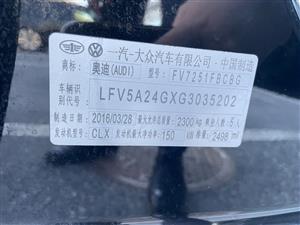 一汽-大众汽车有限公司·中国制造
商标: 奥迪(AUDI) 型号: FV7251FBCBG
车辆识别代号: LFV5A24GXG3035202
制造日期: 2016/03/28 最大允许总质量: 2300 kg 乘坐人数: 5人
发动机型号: CLX 发动机最大净功率: 150 kW 排量: 2498 ml